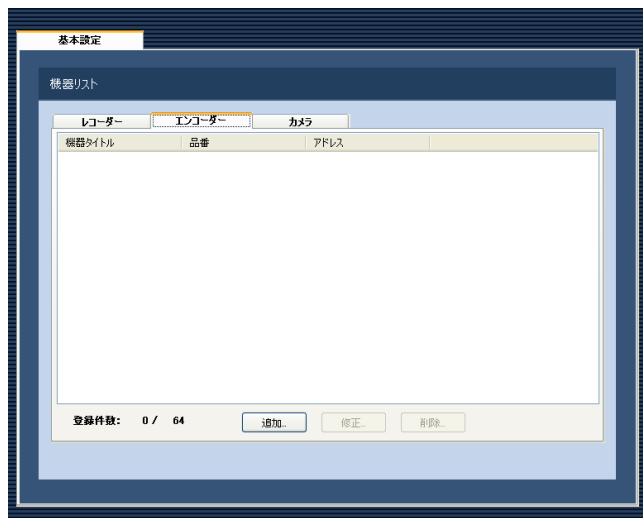 基本設定
機器リスト
レコーダー エンコーダー カメラ
機器タイトル 品番 アドレス
登録件数: 0 / 64 追加... 修正... 削除...